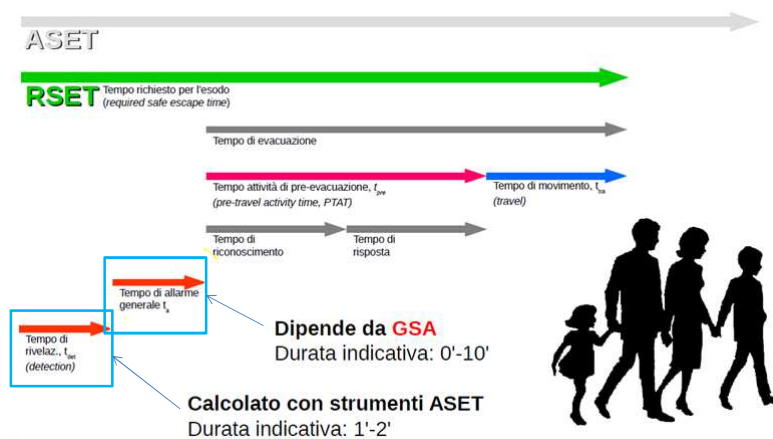 ASET
RSET Tempo richiesto per l'esodo
(required safe escape time)
Tempo di evacuazione
Tempo attività di pre-evacuazione, tpre
(pre-travel activity time, PTAT)
Tempo di movimento, ttra
(travel)
Tempo di
riconoscimento
Tempo di
risposta
Tempo di allarme
generale ta
Dipende da GSA
Durata indicativa: 0'-10'
Tempo di
rivelaz., tdet
(detection)
Calcolato con strumenti ASET
Durata indicativa: 1'-2'